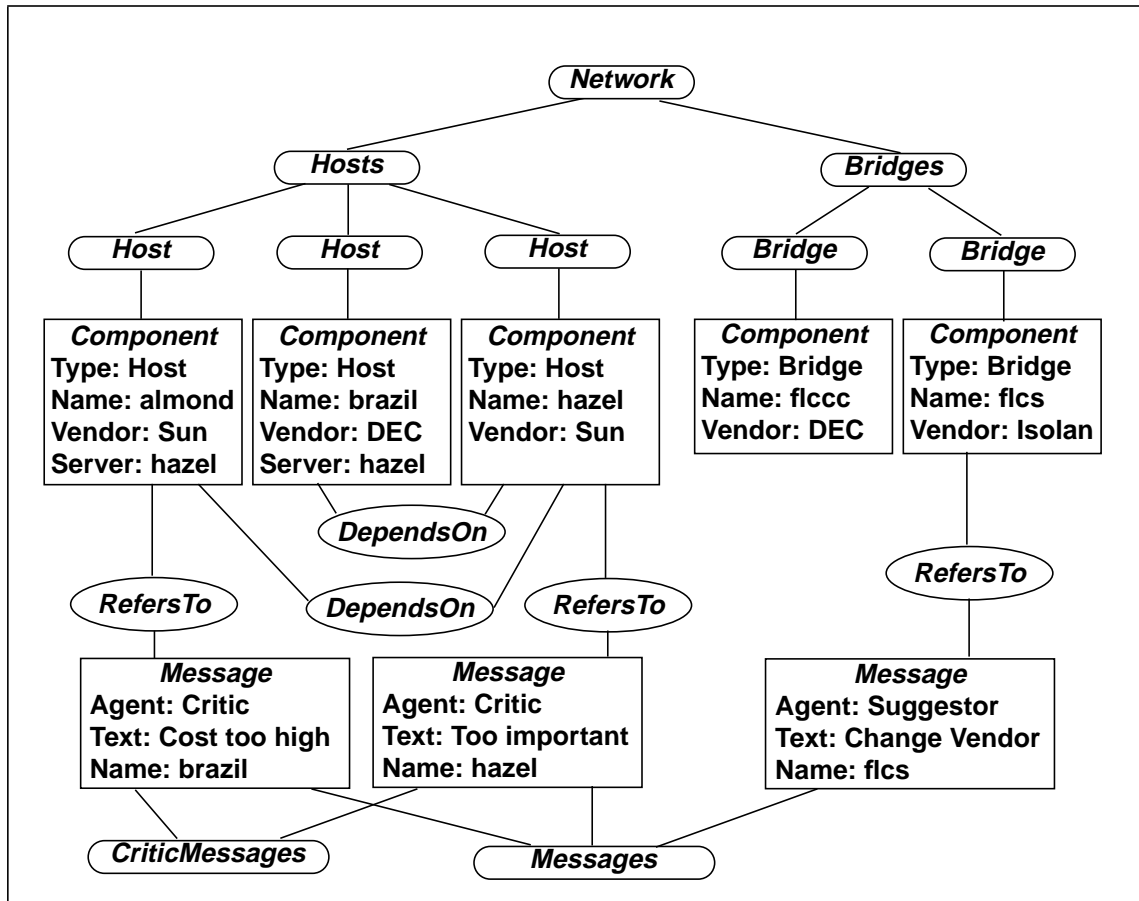 Network
Hosts
Bridges
Host
Host
Host
Bridge
Bridge
Component
Type: Host
Name: almond
Vendor: Sun
Server: hazel
Component
Type: Host
Name: brazil
Vendor: DEC
Server: hazel
Component
Type: Host
Name: hazel
Vendor: Sun
Component
Type: Bridge
Name: flccc
Vendor: DEC
Component
Type: Bridge
Name: flcs
Vendor: Isolan
DependsOn
RefersTo
DependsOn
RefersTo
RefersTo
Message
Agent: Critic
Text: Cost too high
Name: brazil
Message
Agent: Critic
Text: Too important
Name: hazel
Message
Agent: Suggestor
Text: Change Vendor
Name: flcs
CriticMessages
Messages